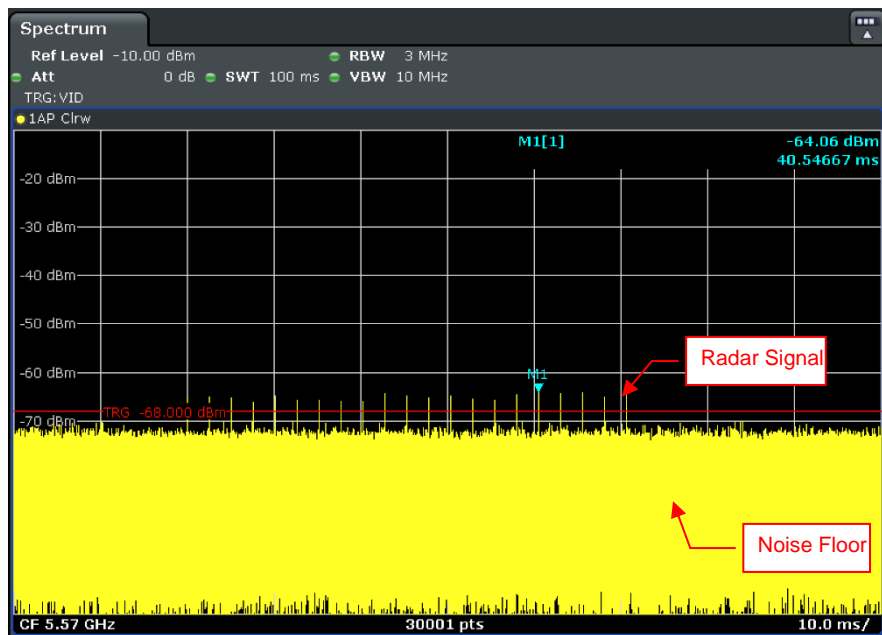 Spectrum
Ref Level -10.00 dBm RBW 3 MHz
Att 0 dB SWT 100 ms VBW 10 MHz
TRG:VID
1AP Clrw
M1[1] -64.06 dBm
40.54667 ms
-20 dBm
-30 dBm
-40 dBm
-50 dBm
Radar Signal
-60 dBm
M1
TRG -68.000 dBm
-70 dBm
Noise Floor
CF 5.57 GHz 30001 pts 10.0 ms/